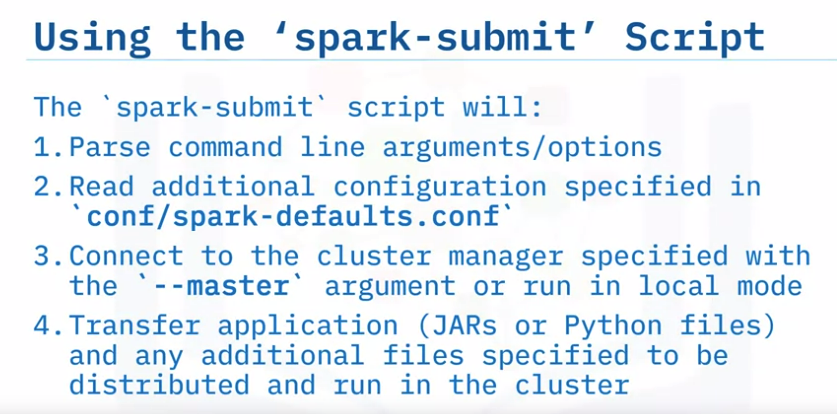 Using the ‘spark-submit’ Script
The `spark-submit` script will:
1. Parse command line arguments/options
2. Read additional configuration specified in
`conf/spark-defaults.conf`
3. Connect to the cluster manager specified with
the `--master` argument or run in local mode
4. Transfer application (JARs or Python files)
and any additional files specified to be
distributed and run in the cluster